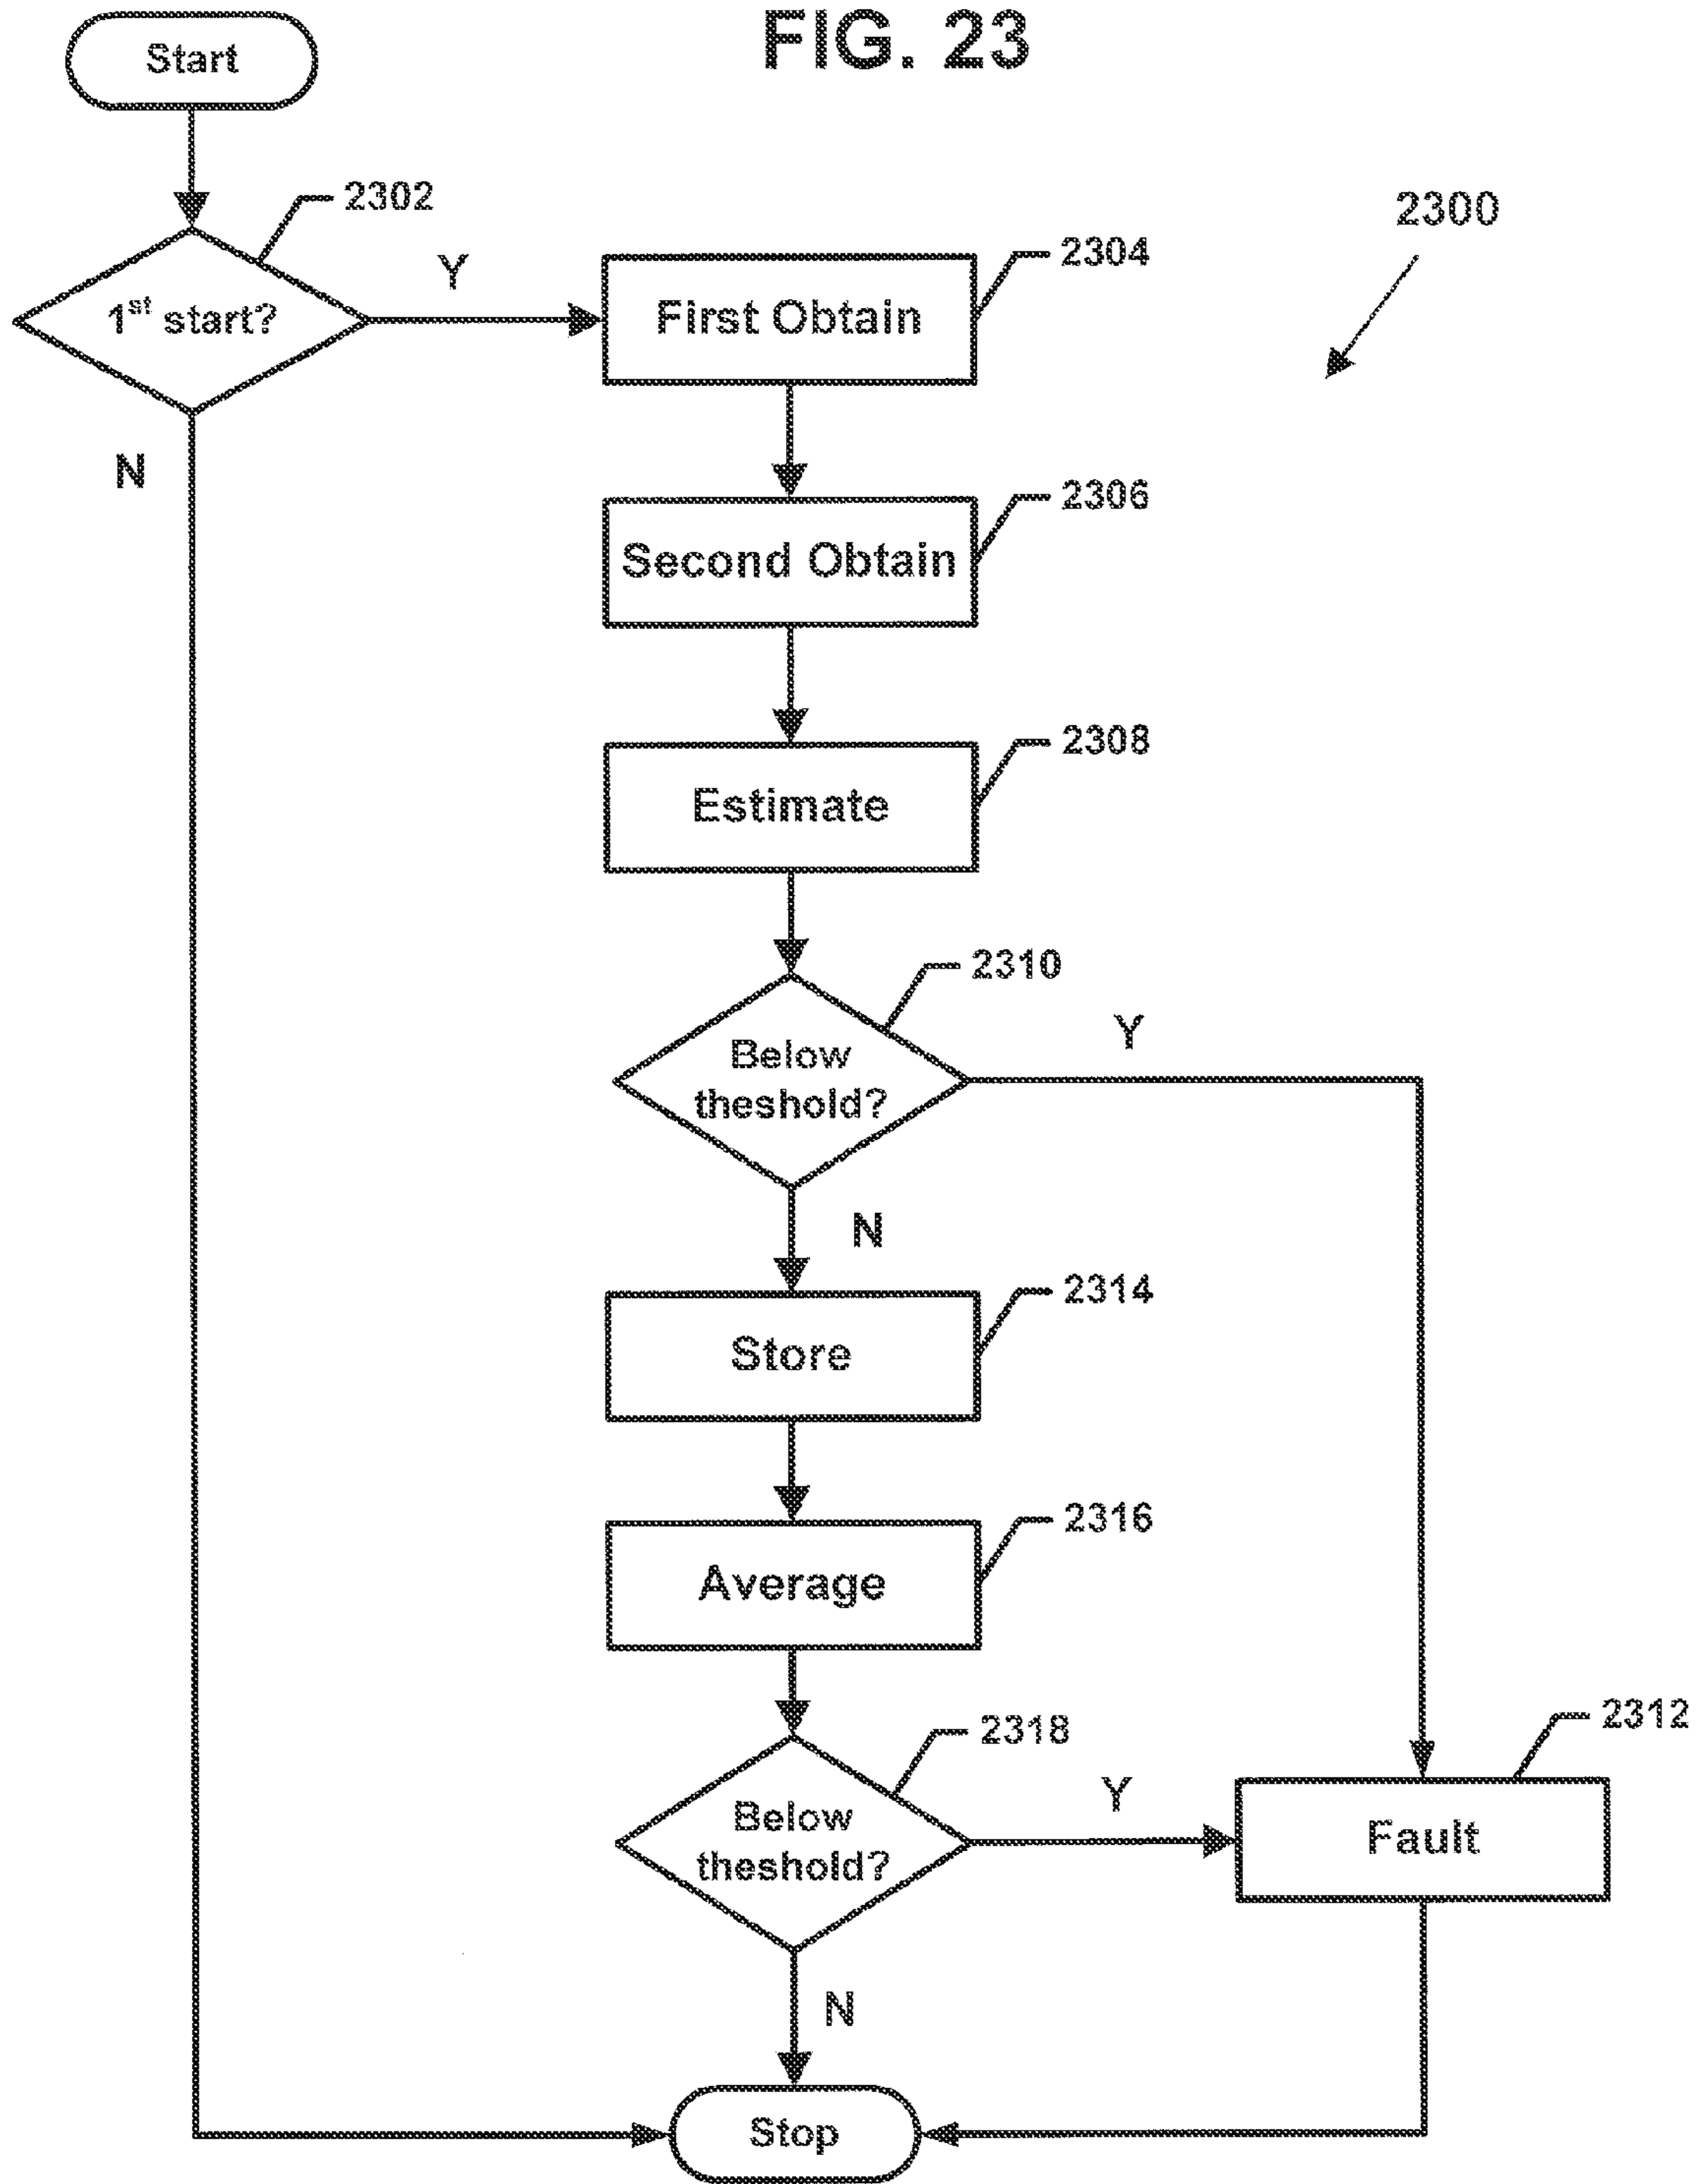 FIG. 23
Start
2302
2300
1st start?
Y
First Obtain
2304
N
Second Obtain
2306
Estimate
2308
2310
Below
theshold?
Y
N
Store
2314
Average
2316
2318
Below
theshold?
Y
2312
Fault
N
Stop